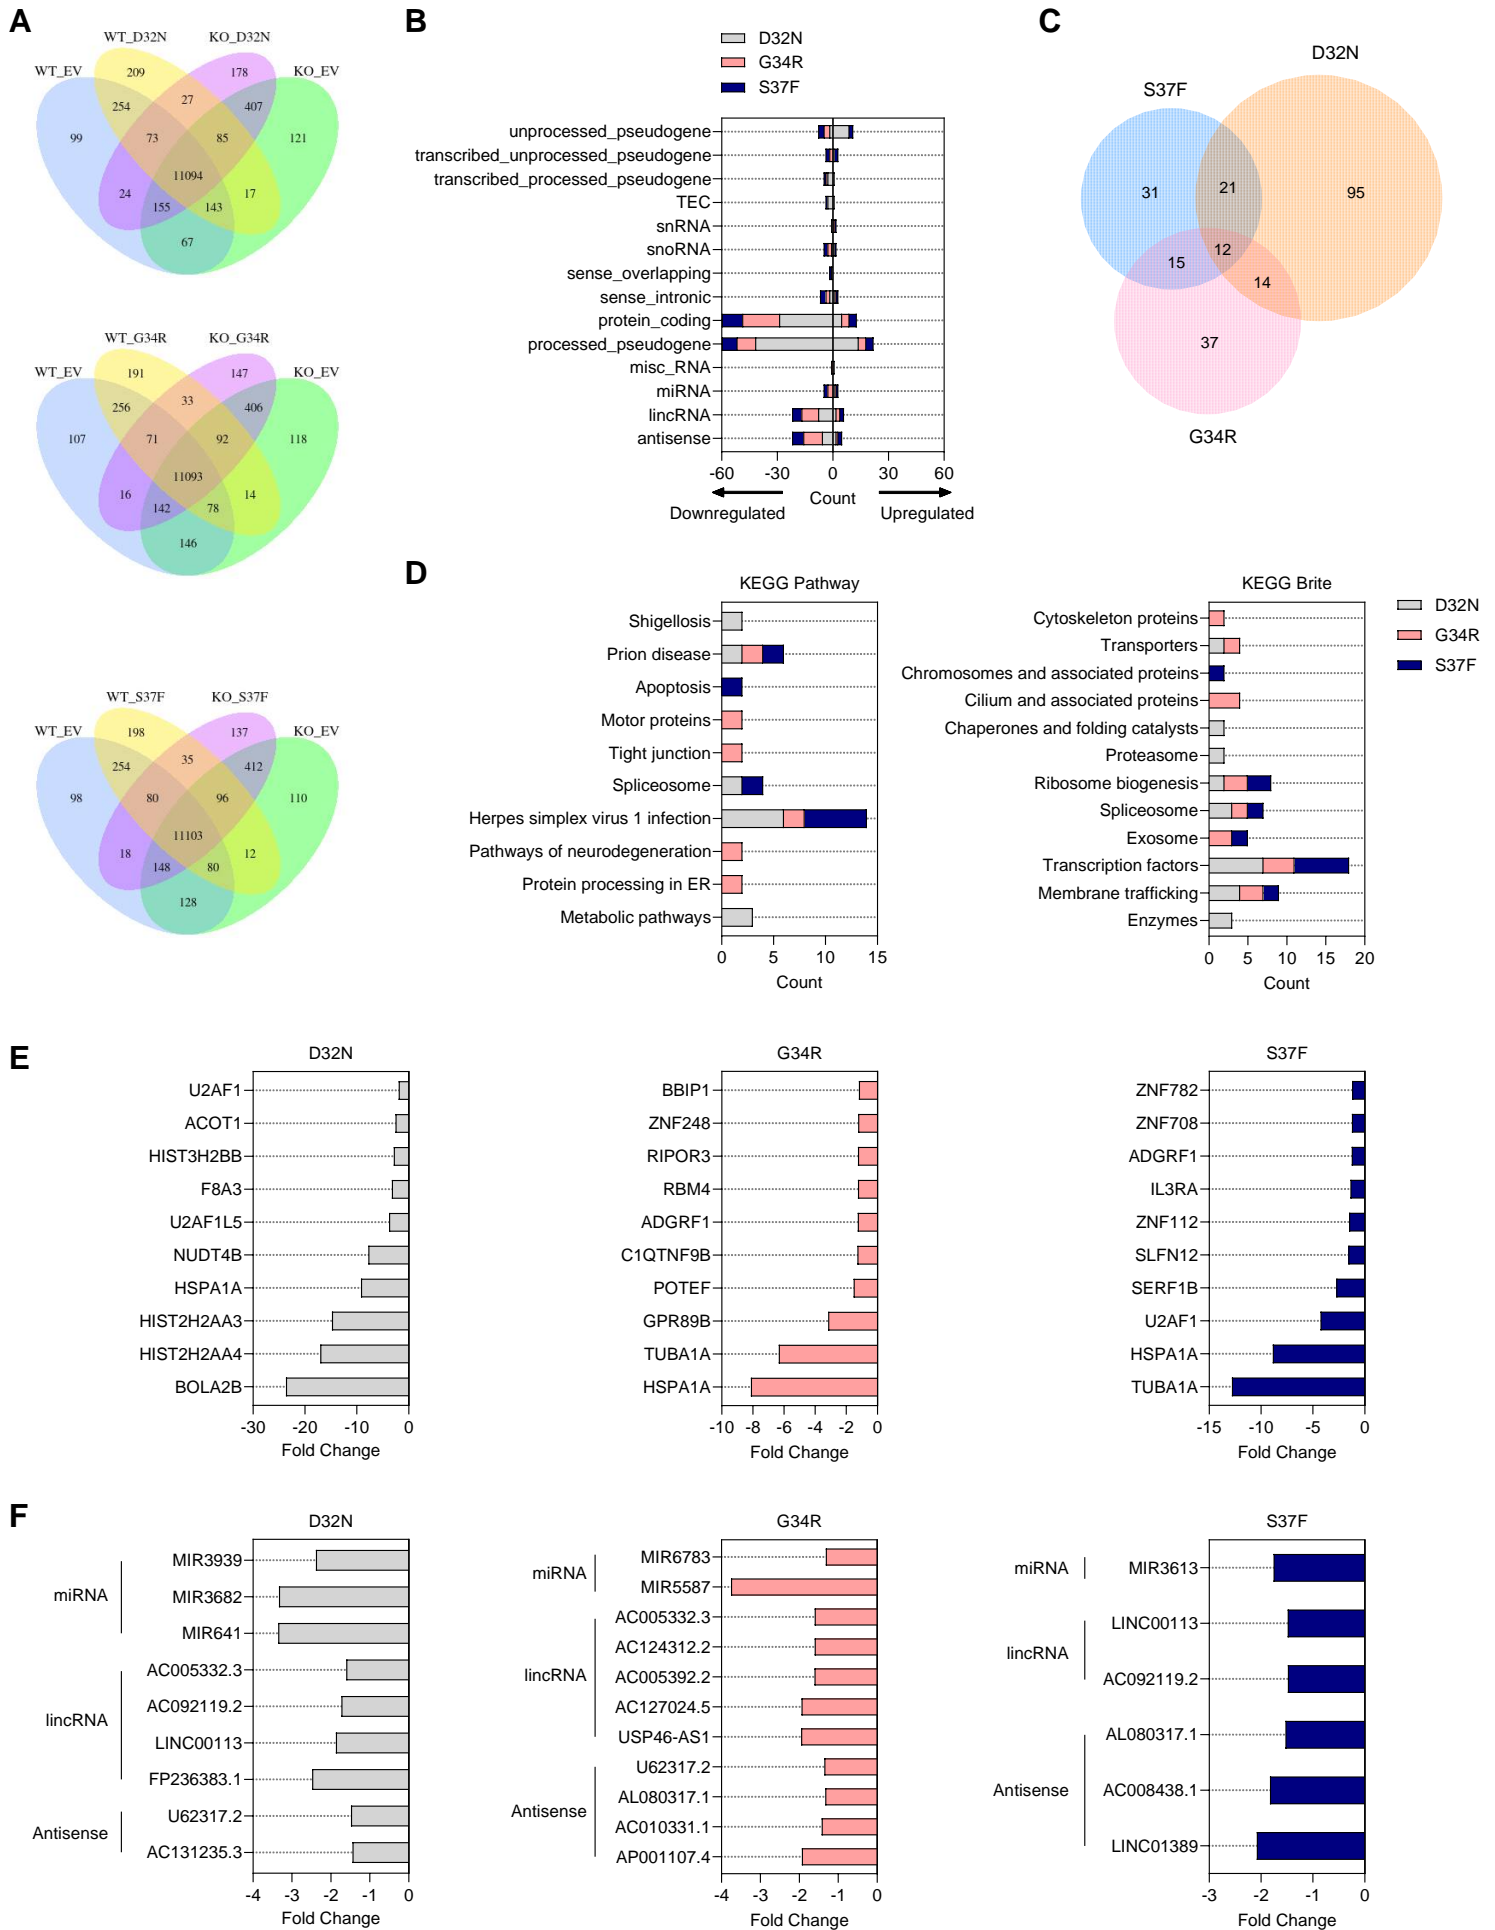 A
WT_D32N
KO_D32N
WT_EV
KO_EV
209
178
254
27
407
99
73
85
121
11094
24
155
143
17
67
WT_G34R
KO_G34R
WT_EV
KO_EV
191
147
256
33
406
107
71
92
118
11093
16
142
78
14
146
WT_S37F
KO_S37F
WT_EV
KO_EV
198
137
254
35
412
98
80
96
110
11103
18
148
80
12
128
B
D32N
G34R
S37F
unprocessed_pseudogene
transcribed_unprocessed_pseudogene
transcribed_processed_pseudogene
TEC
snRNA
snoRNA
sense_overlapping
sense_intronic
protein_coding
processed_pseudogene
misc_RNA
miRNA
lincRNA
antisense
-60 -30 0 30 60
Count
Downregulated
Upregulated
C
D32N
S37F
31
21
95
15
12
14
37
G34R
D
KEGG Pathway
Shigellosis
Prion disease
Apoptosis
Motor proteins
Tight junction
Spliceosome
Herpes simplex virus 1 infection
Pathways of neurodegeneration
Protein processing in ER
Metabolic pathways
0 5 10 15
Count
KEGG Brite
D32N
G34R
S37F
Cytoskeleton proteins
Transporters
Chromosomes and associated proteins
Cilium and associated proteins
Chaperones and folding catalysts
Proteasome
Ribosome biogenesis
Spliceosome
Exosome
Transcription factors
Membrane trafficking
Enzymes
0 5 10 15 20
Count
E
D32N
U2AF1
ACOT1
HIST3H2BB
F8A3
U2AF1L5
NUDT4B
HSPA1A
HIST2H2AA3
HIST2H2AA4
BOLA2B
-30 -20 -10 0
Fold Change
G34R
BBIP1
ZNF248
RIPOR3
RBM4
ADGRF1
C1QTNF9B
POTEF
GPR89B
TUBA1A
HSPA1A
-10 -8 -6 -4 -2 0
Fold Change
S37F
ZNF782
ZNF708
ADGRF1
IL3RA
ZNF112
SLFN12
SERF1B
U2AF1
HSPA1A
TUBA1A
-15 -10 -5 0
Fold Change
F
D32N
miRNA
MIR3939
MIR3682
MIR641
lincRNA
AC005332.3
AC092119.2
LINC00113
FP236383.1
Antisense
U62317.2
AC131235.3
-4 -3 -2 -1 0
Fold Change
G34R
miRNA
MIR6783
MIR5587
lincRNA
AC005332.3
AC124312.2
AC005392.2
AC127024.5
USP46-AS1
Antisense
U62317.2
AL080317.1
AC010331.1
AP001107.4
-4 -3 -2 -1 0
Fold Change
S37F
miRNA
MIR3613
lincRNA
LINC00113
AC092119.2
Antisense
AL080317.1
AC008438.1
LINC01389
-3 -2 -1 0
Fold Change